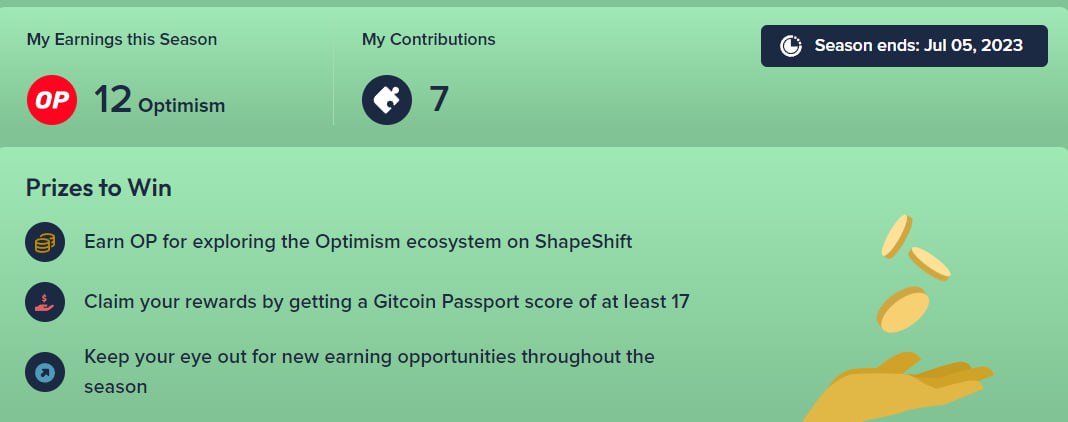 My Earnings this Season
My Contributions
Season ends: Jul 05, 2023
OP 12 Optimism
7
Prizes to Win
Earn OP for exploring the Optimism ecosystem on ShapeShift
$
Claim your rewards by getting a Gitcoin Passport score of at least 17
Keep your eye out for new earning opportunities throughout the
season